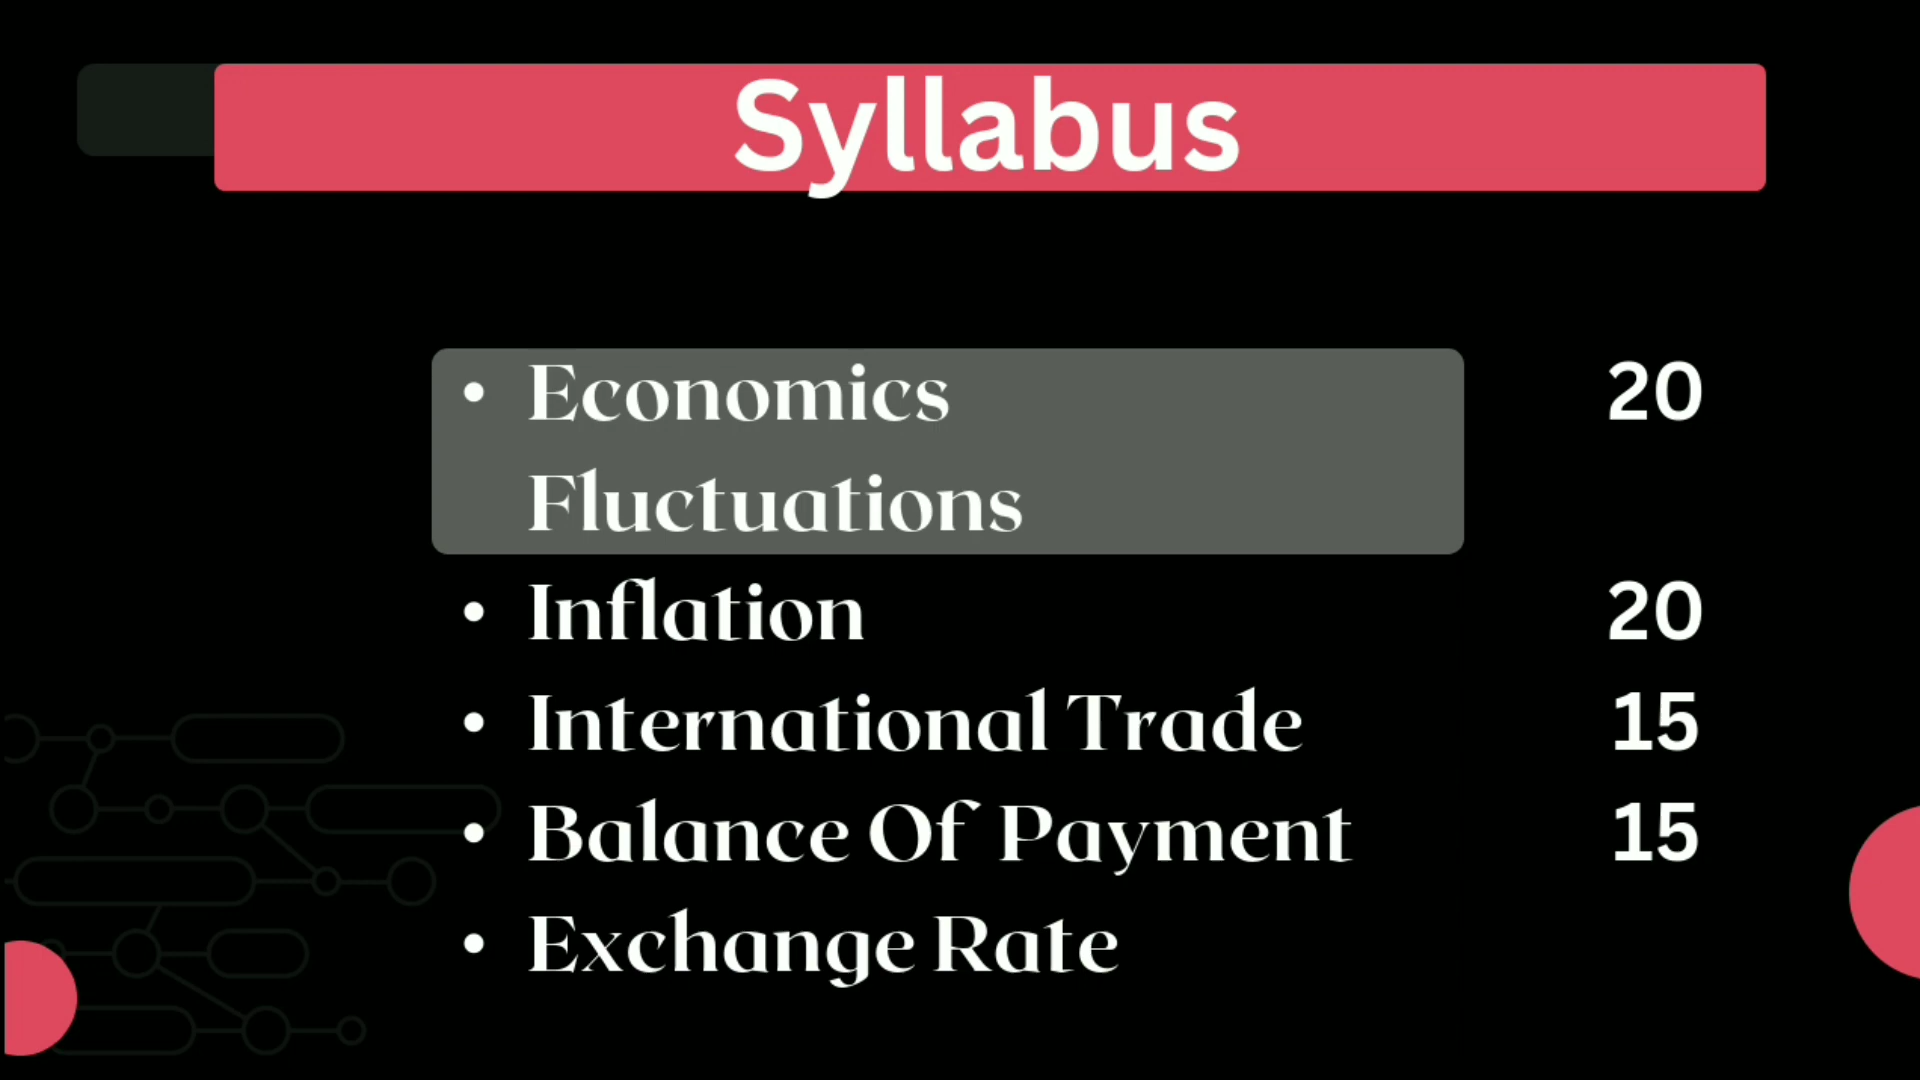 Syllabus
• Economics 20
Fluctuations
• Inflation 20
• International Trade 15
• Balance Of Payment 15
• Exchange Rate